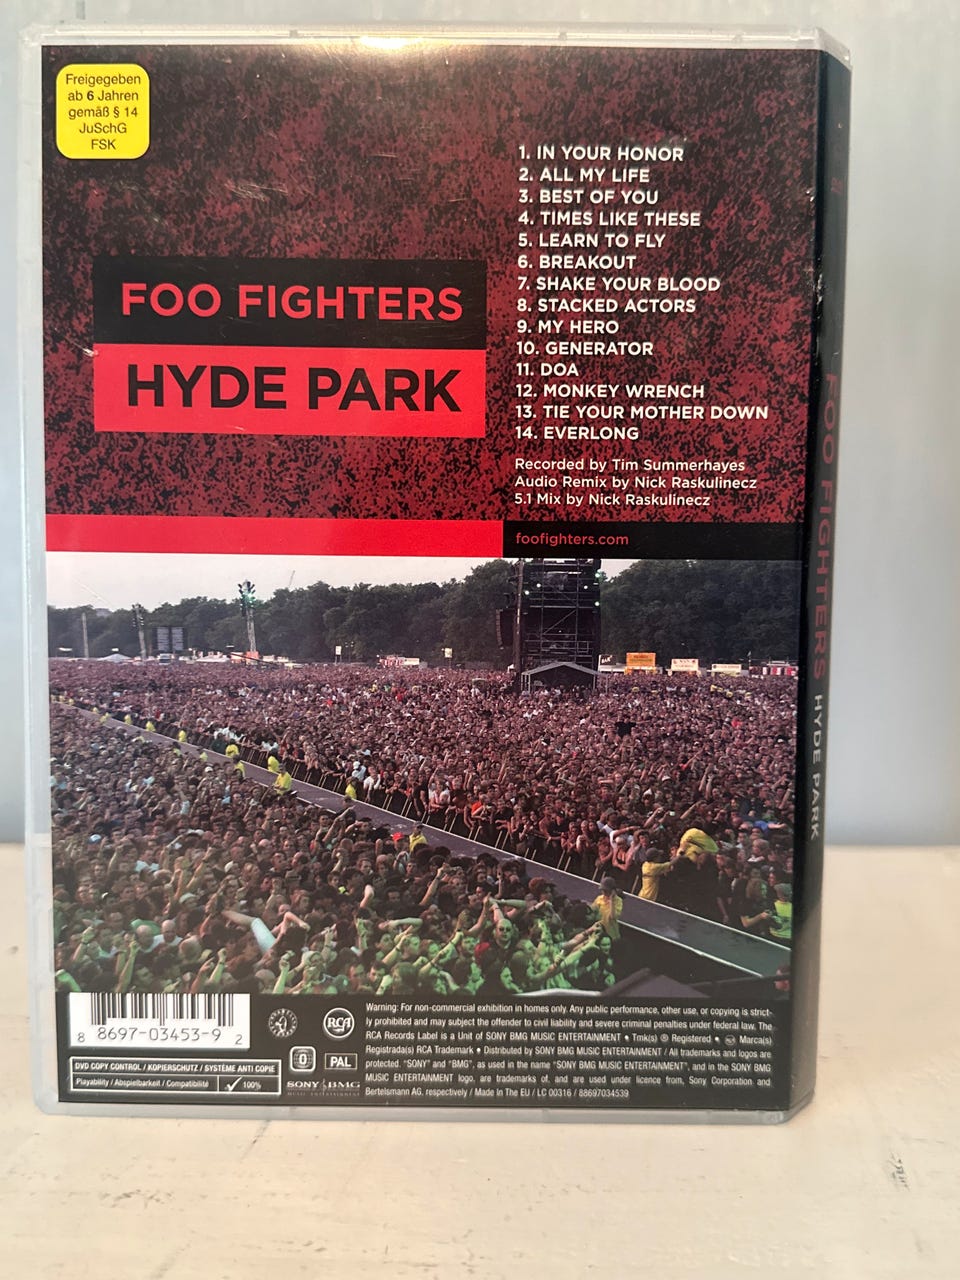 Freigegeben
ab 6 Jahren
gemäß § 14
JuSchG
FSK
1. IN YOUR HONOR
2. ALL MY LIFE
3. BEST OF YOU
4. TIMES LIKE THESE
5. LEARN TO FLY
6. BREAKOUT
7. SHAKE YOUR BLOOD
8. STACKED ACTORS
9. MY HERO
10. GENERATOR
11. DOA
12. MONKEY WRENCH
13. TIE YOUR MOTHER DOWN
14. EVERLONG
FOO FIGHTERS
HYDE PARK
Recorded by Tim Summerhayes
Audio Remix by Nick Raskulinecz
5.1 Mix by Nick Raskulinecz
foofighters.com
FOO FIGHTERS HYDE PARK
8 8697-03453-9 2
DVD COPY CONTROL / KOPIERSCHUTZ / SYSTÈME ANTI COPIE
Playability / Abspielbarkeit / Compatibilité ✓ 100%
RCA
0 PAL
SONY BMG
MUSIC ENTERTAINMENT
Warning: For non-commercial exhibition in homes only. Any public performance, other use, or copying is strict-
ly prohibited and may subject the offender to civil liability and severe criminal penalties under federal law. The
RCA Records Label is a Unit of SONY BMG MUSIC ENTERTAINMENT • Tmk(s) ® Registered • Marca(s)
Registrada(s) RCA Trademark • Distributed by SONY BMG MUSIC ENTERTAINMENT / All trademarks and logos are
protected. "SONY" and "BMG", as used in the name "SONY BMG MUSIC ENTERTAINMENT", and in the SONY BMG
MUSIC ENTERTAINMENT logo, are trademarks of, and are used under licence from, Sony Corporation and
Bertelsmann AG, respectively / Made In The EU / LC 00316 / 88697034539